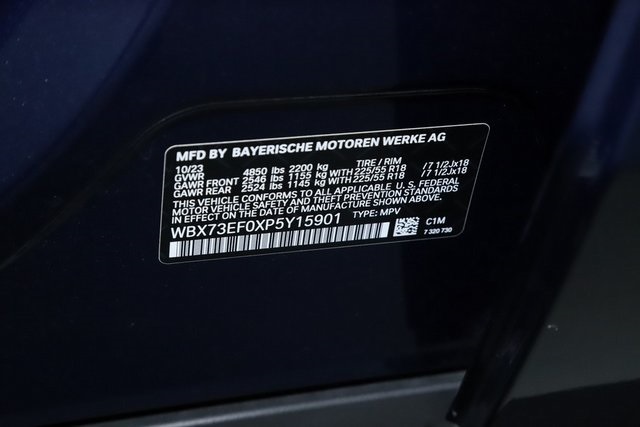 MFD BY BAYERISCHE MOTOREN WERKE AG
10/23 TIRE / RIM
GVWR 4850 lbs 2200 kg
GAWR FRONT 2546 lbs 1155 kg WITH 225/55 R18 /7 1/2Jx18
GAWR REAR 2524 lbs 1145 kg WITH 225/55 R18 /7 1/2Jx18
THIS VEHICLE CONFORMS TO ALL APPLICABLE U. S. FEDERAL
MOTOR VEHICLE SAFETY AND THEFT PREVENTION STANDARDS
IN EFFECT ON THE DATE OF MANUFACTURE SHOWN ABOVE.
WBX73EF0XP5Y15901 TYPE: MPV
C1M
7 320 730